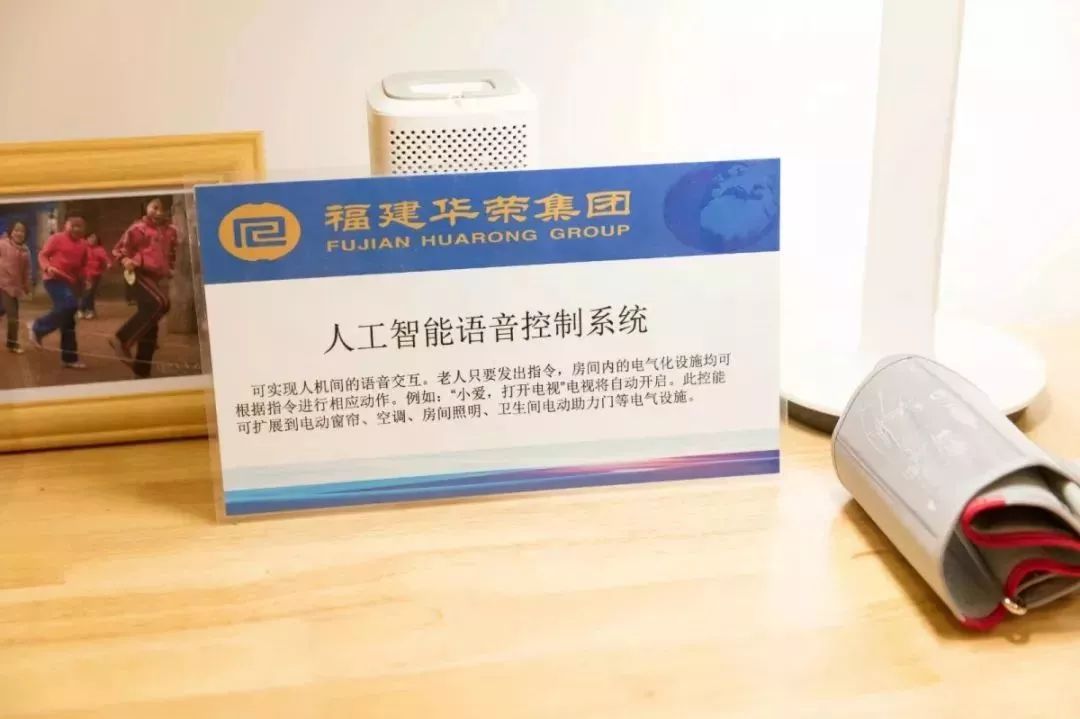 福建华荣集团
FUJIAN HUARONG GROUP
人工智能语音控制系统
可实现人机间的语音交互。老人只要发出指令，房间内的电气化设施均可
根据指令进行相应动作。例如：“小爱，打开电视”电视将自动开启。此控能
可扩展到电动窗帘、空调、房间照明、卫生间电动助力门等电气设施。